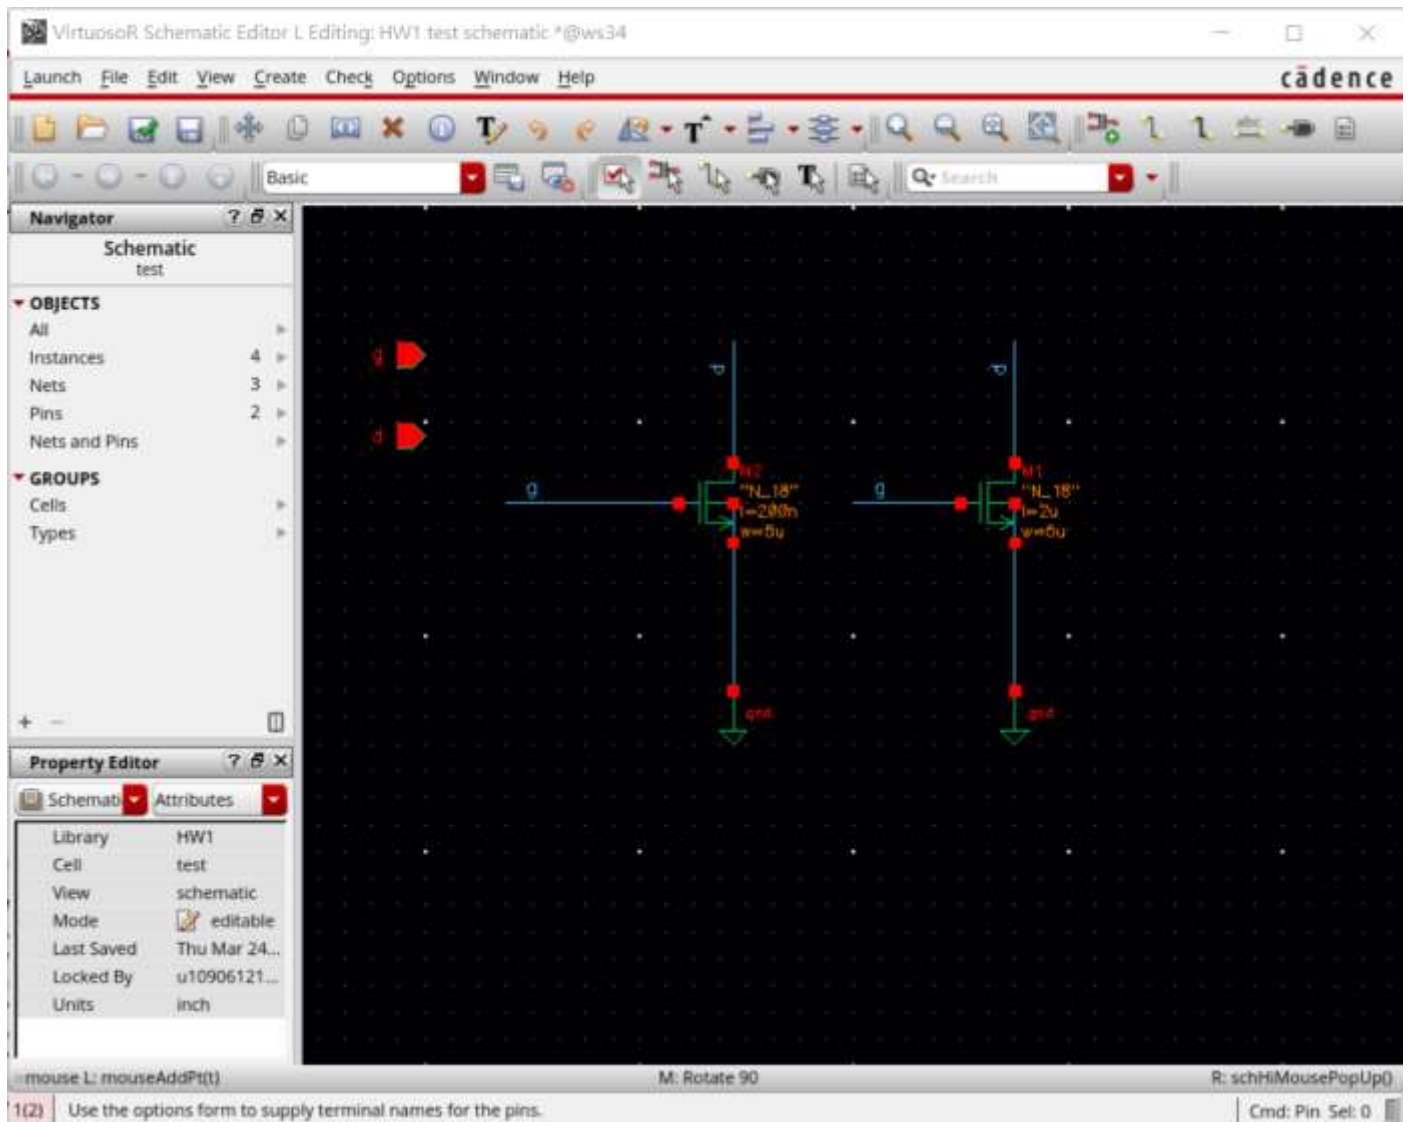 VirtuosoR Schematic Editor L Editing: HW1 test schematic *@ws34
Launch File Edit View Create Check Options Window Help
cādence
Basic
Search
Navigator
Schematic
test
OBJECTS
All
Instances 4
Nets 3
Pins 2
Nets and Pins
GROUPS
Cells
Types
Property Editor
Schemati Attributes
Library HW1
Cell test
View schematic
Mode editable
Last Saved Thu Mar 24...
Locked By u10906121...
Units inch
g
d
d
g
M2
"N_18"
l=200n
w=6u
gnd
d
g
M1
"N_18"
l=2u
w=6u
gnd
mouse L: mouseAddPt(t) M: Rotate 90 R: schHiMousePopUp()
1(2) Use the options form to supply terminal names for the pins. Cmd: Pin Sel: 0